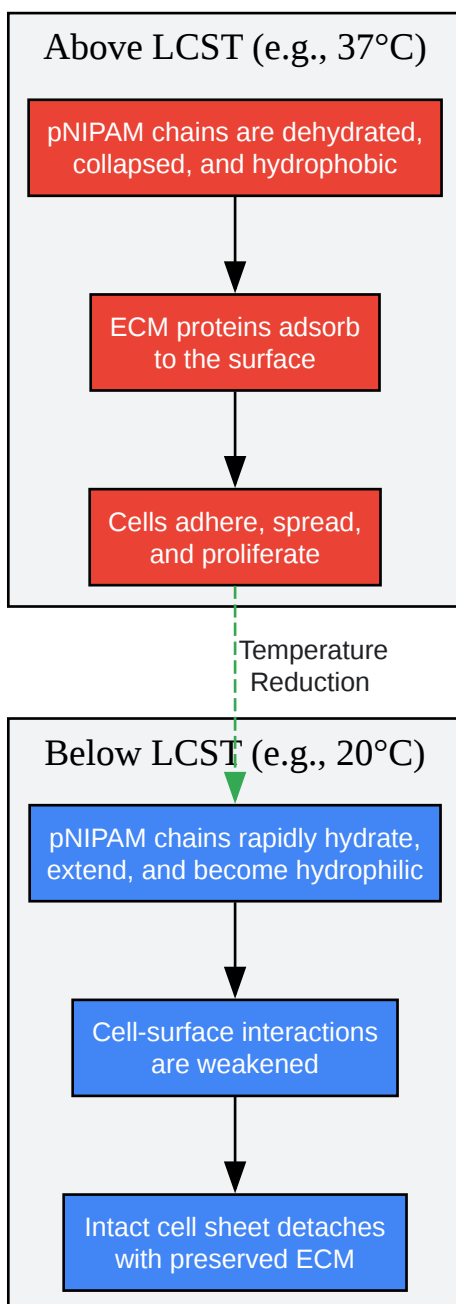 Above LCST (e.g., 37°C)
pNIPAM chains are dehydrated,
collapsed, and hydrophobic
ECM proteins adsorb
to the surface
Cells adhere, spread,
and proliferate
Temperature
Reduction
Below LCST (e.g., 20°C)
pNIPAM chains rapidly hydrate,
extend, and become hydrophilic
Cell-surface interactions
are weakened
Intact cell sheet detaches
with preserved ECM